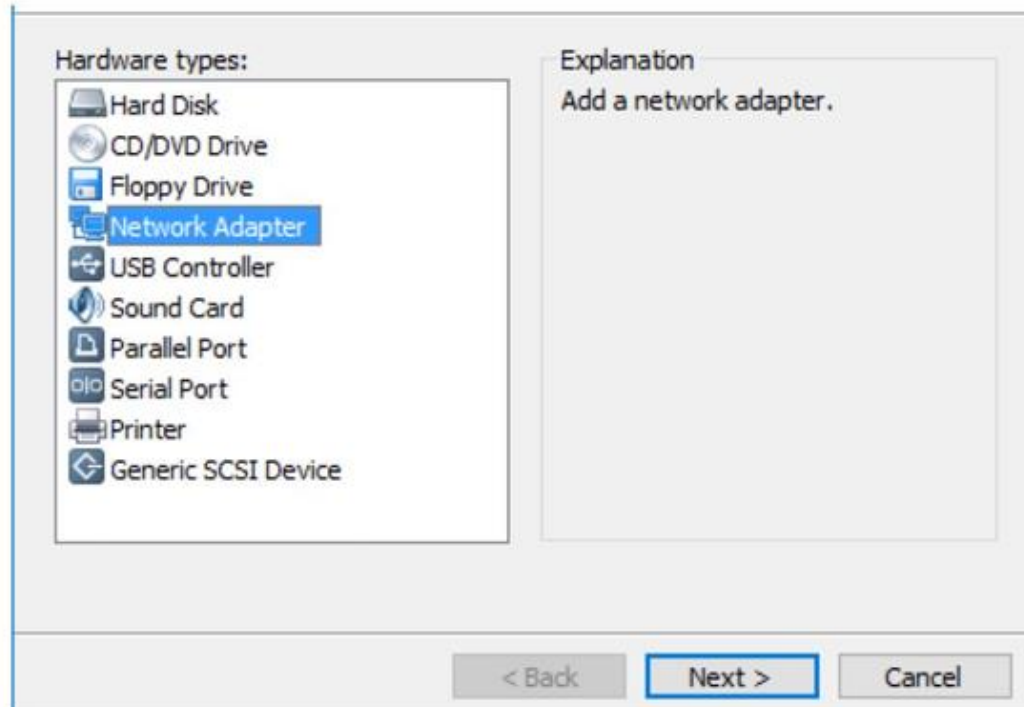 Hardware types:
Hard Disk
CD/DVD Drive
Floppy Drive
Network Adapter
USB Controller
Sound Card
Parallel Port
Serial Port
Printer
Generic SCSI Device
Explanation
Add a network adapter.
< Back
Next >
Cancel